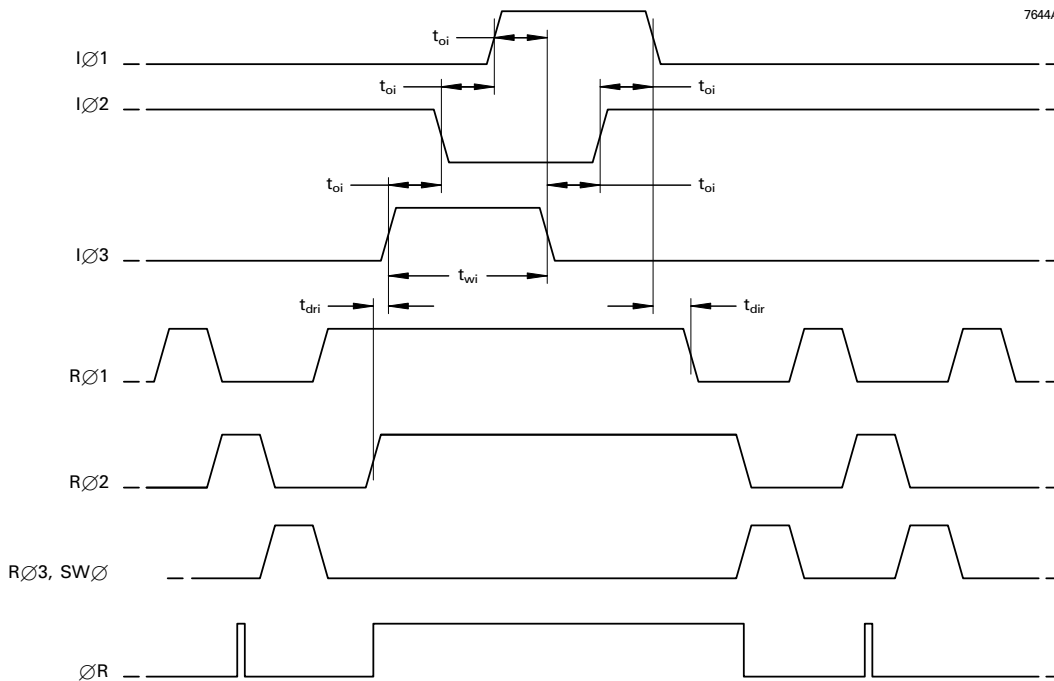 7644A
t_oi
IØ1
t_oi t_oi
IØ2
t_oi t_oi
IØ3
t_wi
t_dri t_dir
RØ1
RØ2
RØ3, SWØ
ØR